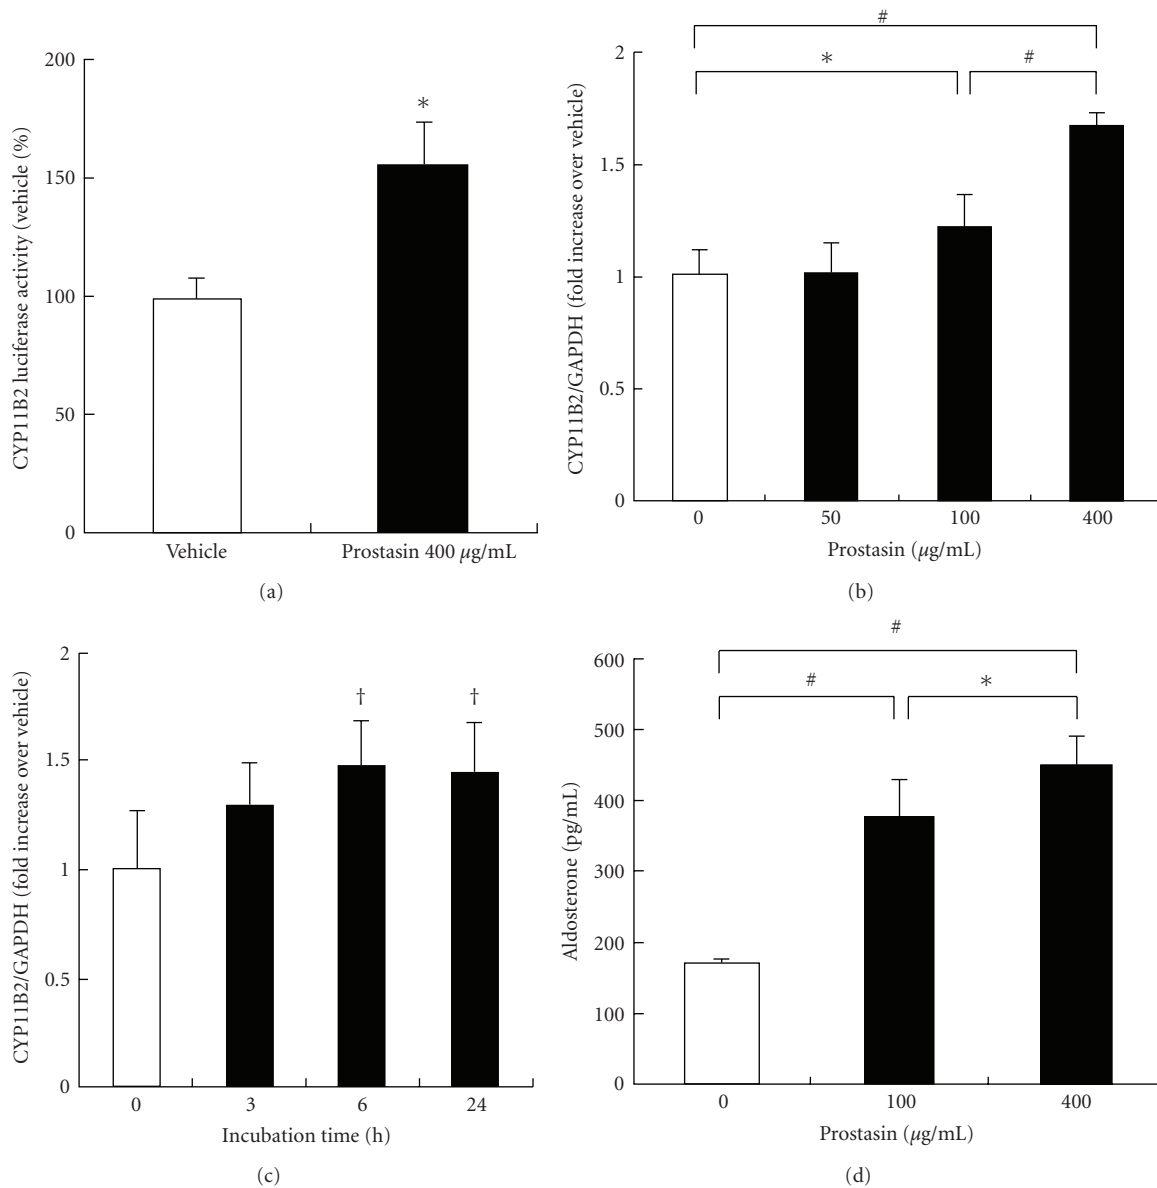 200
150
100
50
0
CYP11B2 luciferase activity (vehicle (%)
*
Vehicle
Prostasin 400 µg/mL
(a)
#
*
#
2
1.5
1
0.5
0
CYP11B2/GAPDH (fold increase over vehicle)
0 50 100 400
Prostasin (µg/mL)
(b)
2
1.5
1
0.5
0
CYP11B2/GAPDH (fold increase over vehicle)
† †
0 3 6 24
Incubation time (h)
(c)
#
# *
600
450
400
300
200
100
0
Aldosterone (pg/mL)
0 100 400
Prostasin (µg/mL)
(d)